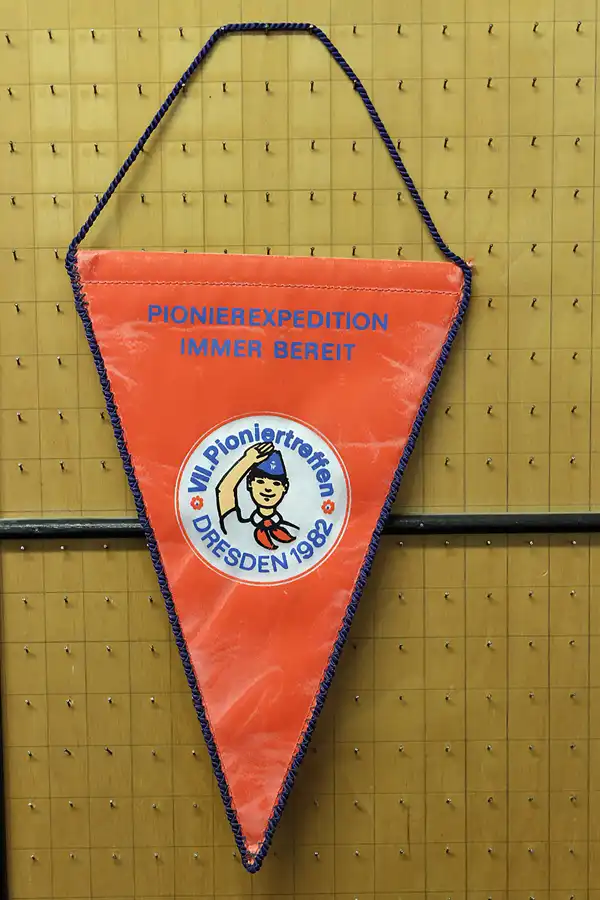 PIONIEREXPEDITION
IMMER BEREIT
VII.Pioniertreffen
DRESDEN 1982